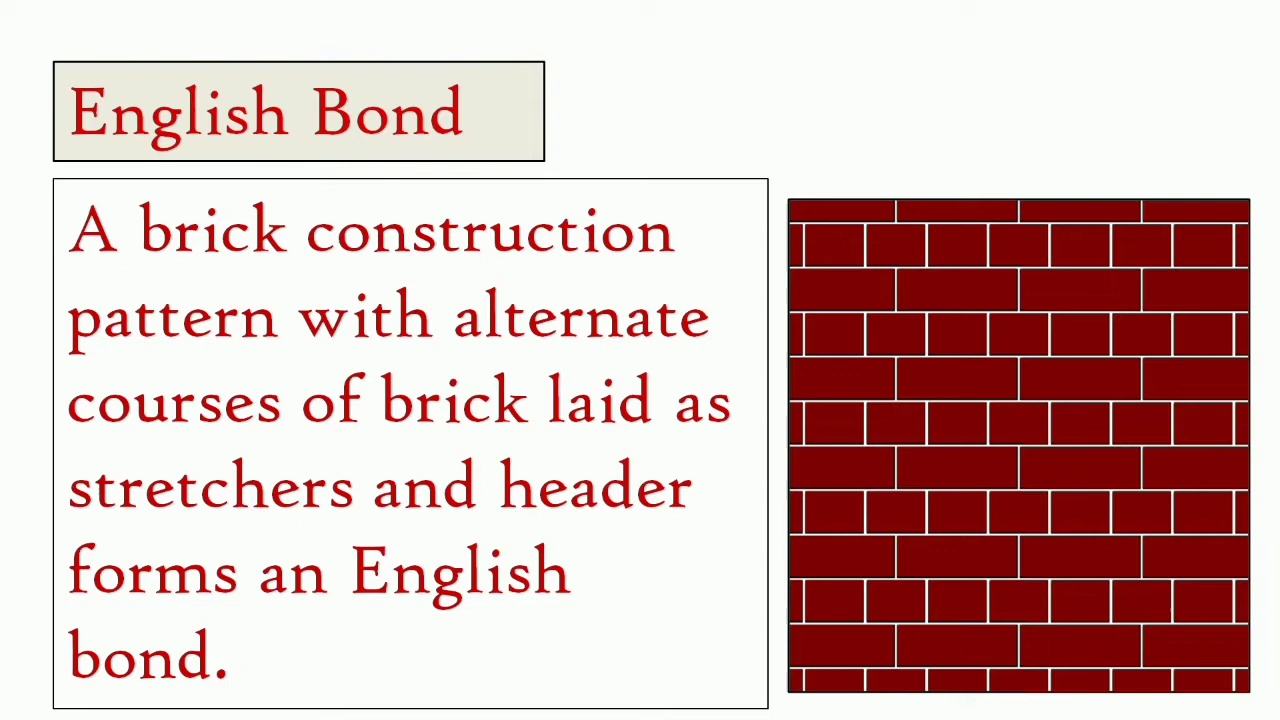 English Bond
A brick construction
pattern with alternate
courses of brick laid as
stretchers and header
forms an English
bond.